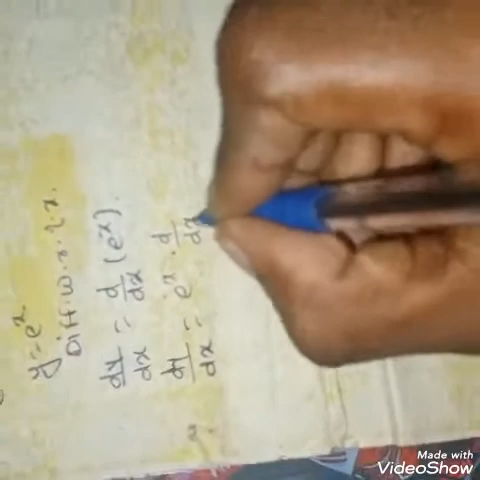 y = e^x.
Diff. w. r. t. x.
dy/dx = d/dx (e^x).
dy/dx = e^x . d/dx
Made with
VideoShow